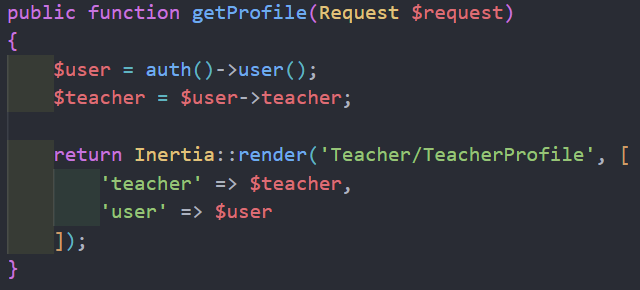 public function getProfile(Request $request)
{
    $user = auth()->user();
    $teacher = $user->teacher;

    return Inertia::render('Teacher/TeacherProfile', [
        'teacher' => $teacher,
        'user' => $user
    ]);
}